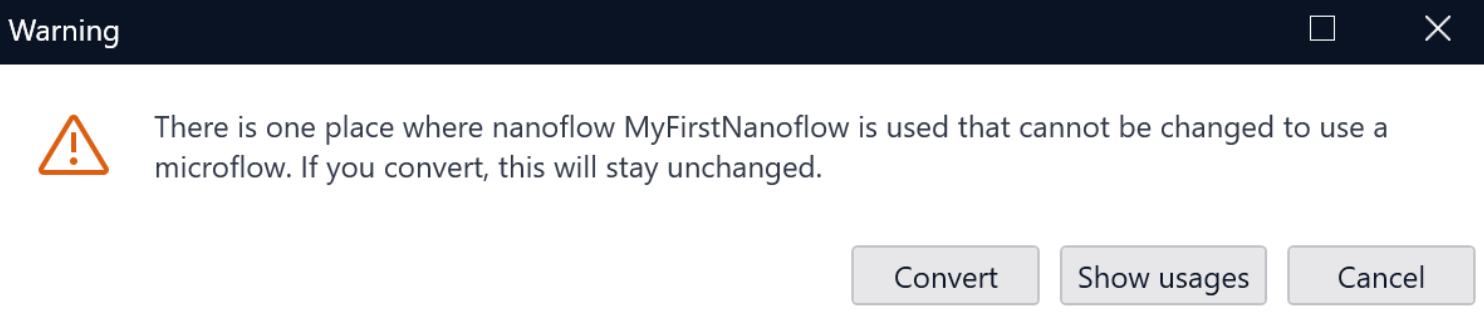 Warning
There is one place where nanoflow MyFirstNanoflow is used that cannot be changed to use a
microflow. If you convert, this will stay unchanged.
Convert Show usages Cancel